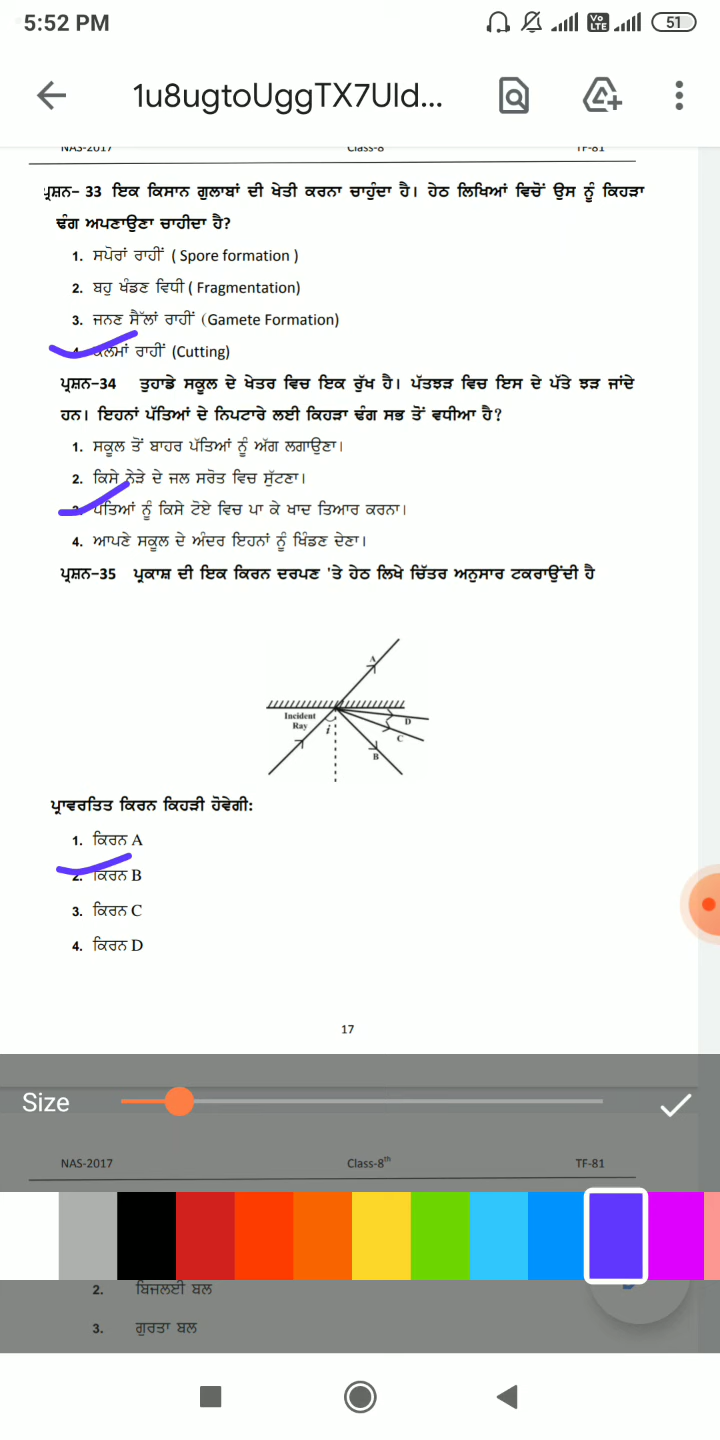 5:52 PM
Vo LTE
51
1u8ugtoUggTX7Uld...
NAS-2017 Class-8 TF-81
ਪ੍ਰਸ਼ਨ- 33 ਇਕ ਕਿਸਾਨ ਗੁਲਾਬਾਂ ਦੀ ਖੇਤੀ ਕਰਨਾ ਚਾਹੁੰਦਾ ਹੈ। ਹੇਠ ਲਿਖਿਆਂ ਵਿਚੋਂ ਉਸ ਨੂੰ ਕਿਹੜਾ
ਢੰਗ ਅਪਣਾਉਣਾ ਚਾਹੀਦਾ ਹੈ?
1. ਸਪੋਰਾਂ ਰਾਹੀਂ ( Spore formation )
2. ਬਹੁ ਖੰਡਣ ਵਿਧੀ ( Fragmentation)
3. ਜਨਣ ਸੈੱਲਾਂ ਰਾਹੀਂ (Gamete Formation)
4. ਕਲਮਾਂ ਰਾਹੀਂ (Cutting)
ਪ੍ਰਸ਼ਨ-34 ਤੁਹਾਡੇ ਸਕੂਲ ਦੇ ਖੇਤਰ ਵਿਚ ਇਕ ਰੁੱਖ ਹੈ। ਪੱਤਝੜ ਵਿਚ ਇਸ ਦੇ ਪੱਤੇ ਝੜ ਜਾਂਦੇ
ਹਨ। ਇਹਨਾਂ ਪੱਤਿਆਂ ਦੇ ਨਿਪਟਾਰੇ ਲਈ ਕਿਹੜਾ ਢੰਗ ਸਭ ਤੋਂ ਵਧੀਆ ਹੈ?
1. ਸਕੂਲ ਤੋਂ ਬਾਹਰ ਪੱਤਿਆਂ ਨੂੰ ਅੱਗ ਲਗਾਉਣਾ।
2. ਕਿਸੇ ਨੇੜੇ ਦੇ ਜਲ ਸਰੋਤ ਵਿਚ ਸੁੱਟਣਾ।
3. ਪੱਤਿਆਂ ਨੂੰ ਕਿਸੇ ਟੋਏ ਵਿਚ ਪਾ ਕੇ ਖਾਦ ਤਿਆਰ ਕਰਨਾ।
4. ਆਪਣੇ ਸਕੂਲ ਦੇ ਅੰਦਰ ਇਹਨਾਂ ਨੂੰ ਖਿੰਡਣ ਦੇਣਾ।
ਪ੍ਰਸ਼ਨ-35 ਪ੍ਰਕਾਸ਼ ਦੀ ਇਕ ਕਿਰਨ ਦਰਪਣ 'ਤੇ ਹੇਠ ਲਿਖੇ ਚਿੱਤਰ ਅਨੁਸਾਰ ਟਕਰਾਉਂਦੀ ਹੈ
A
Incident
Ray
i
D
C
B
ਪ੍ਰਾਵਰਤਿਤ ਕਿਰਨ ਕਿਹੜੀ ਹੋਵੇਗੀ:
1. ਕਿਰਨ A
2. ਕਿਰਨ B
3. ਕਿਰਨ C
4. ਕਿਰਨ D
17
Size
NAS-2017 Class-8th TF-81
2. ਬਿਜਲਈ ਬਲ
3. ਗੁਰਤਾ ਬਲ